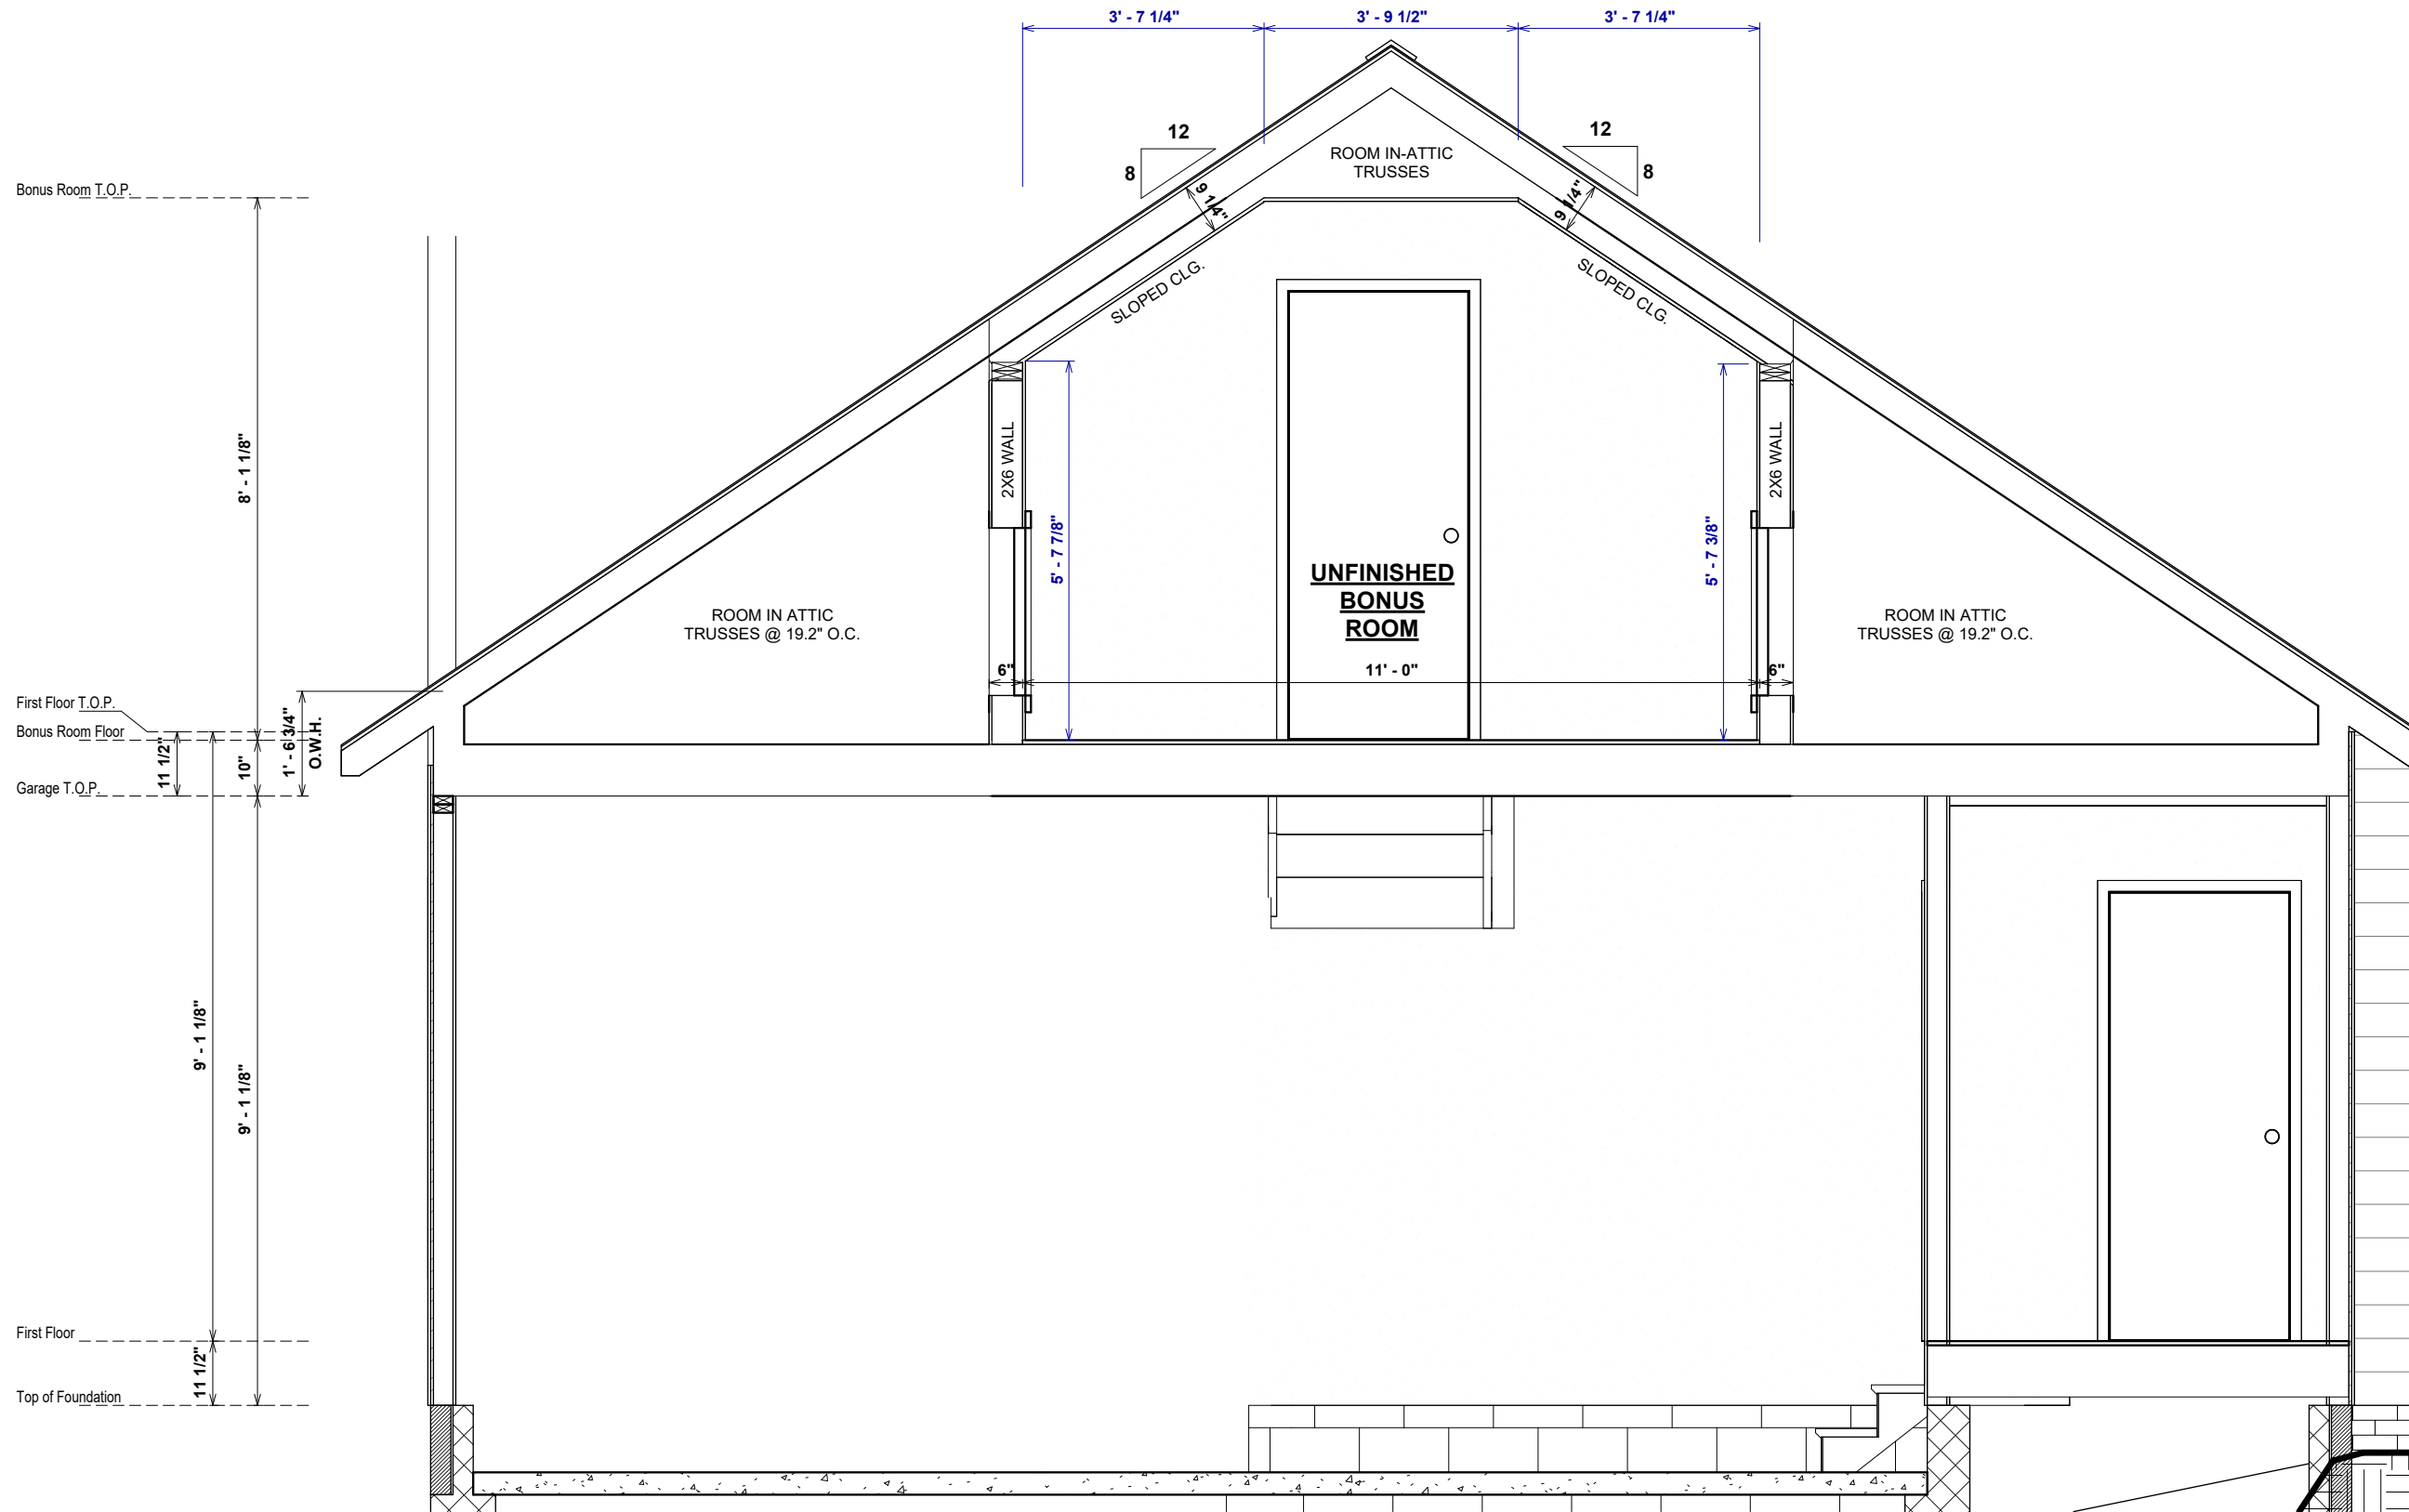 3' - 7 1/4" 3' - 9 1/2" 3' - 7 1/4"
12
8
12
8
ROOM IN-ATTIC
TRUSSES
9 1/4"
9 1/4"
SLOPED CLG.
SLOPED CLG.
Bonus Room T.O.P.
8' - 1 1/8"
2X6 WALL
2X6 WALL
5' - 7 7/8"
5' - 7 3/8"
UNFINISHED
BONUS
ROOM
ROOM IN ATTIC
TRUSSES @ 19.2" O.C.
ROOM IN ATTIC
TRUSSES @ 19.2" O.C.
6"
11' - 0"
6"
First Floor T.O.P.
Bonus Room Floor
Garage T.O.P.
11 1/2"
10"
1' - 6 3/4"
O.W.H.
9' - 1 1/8"
9' - 1 1/8"
First Floor
11 1/2"
Top of Foundation